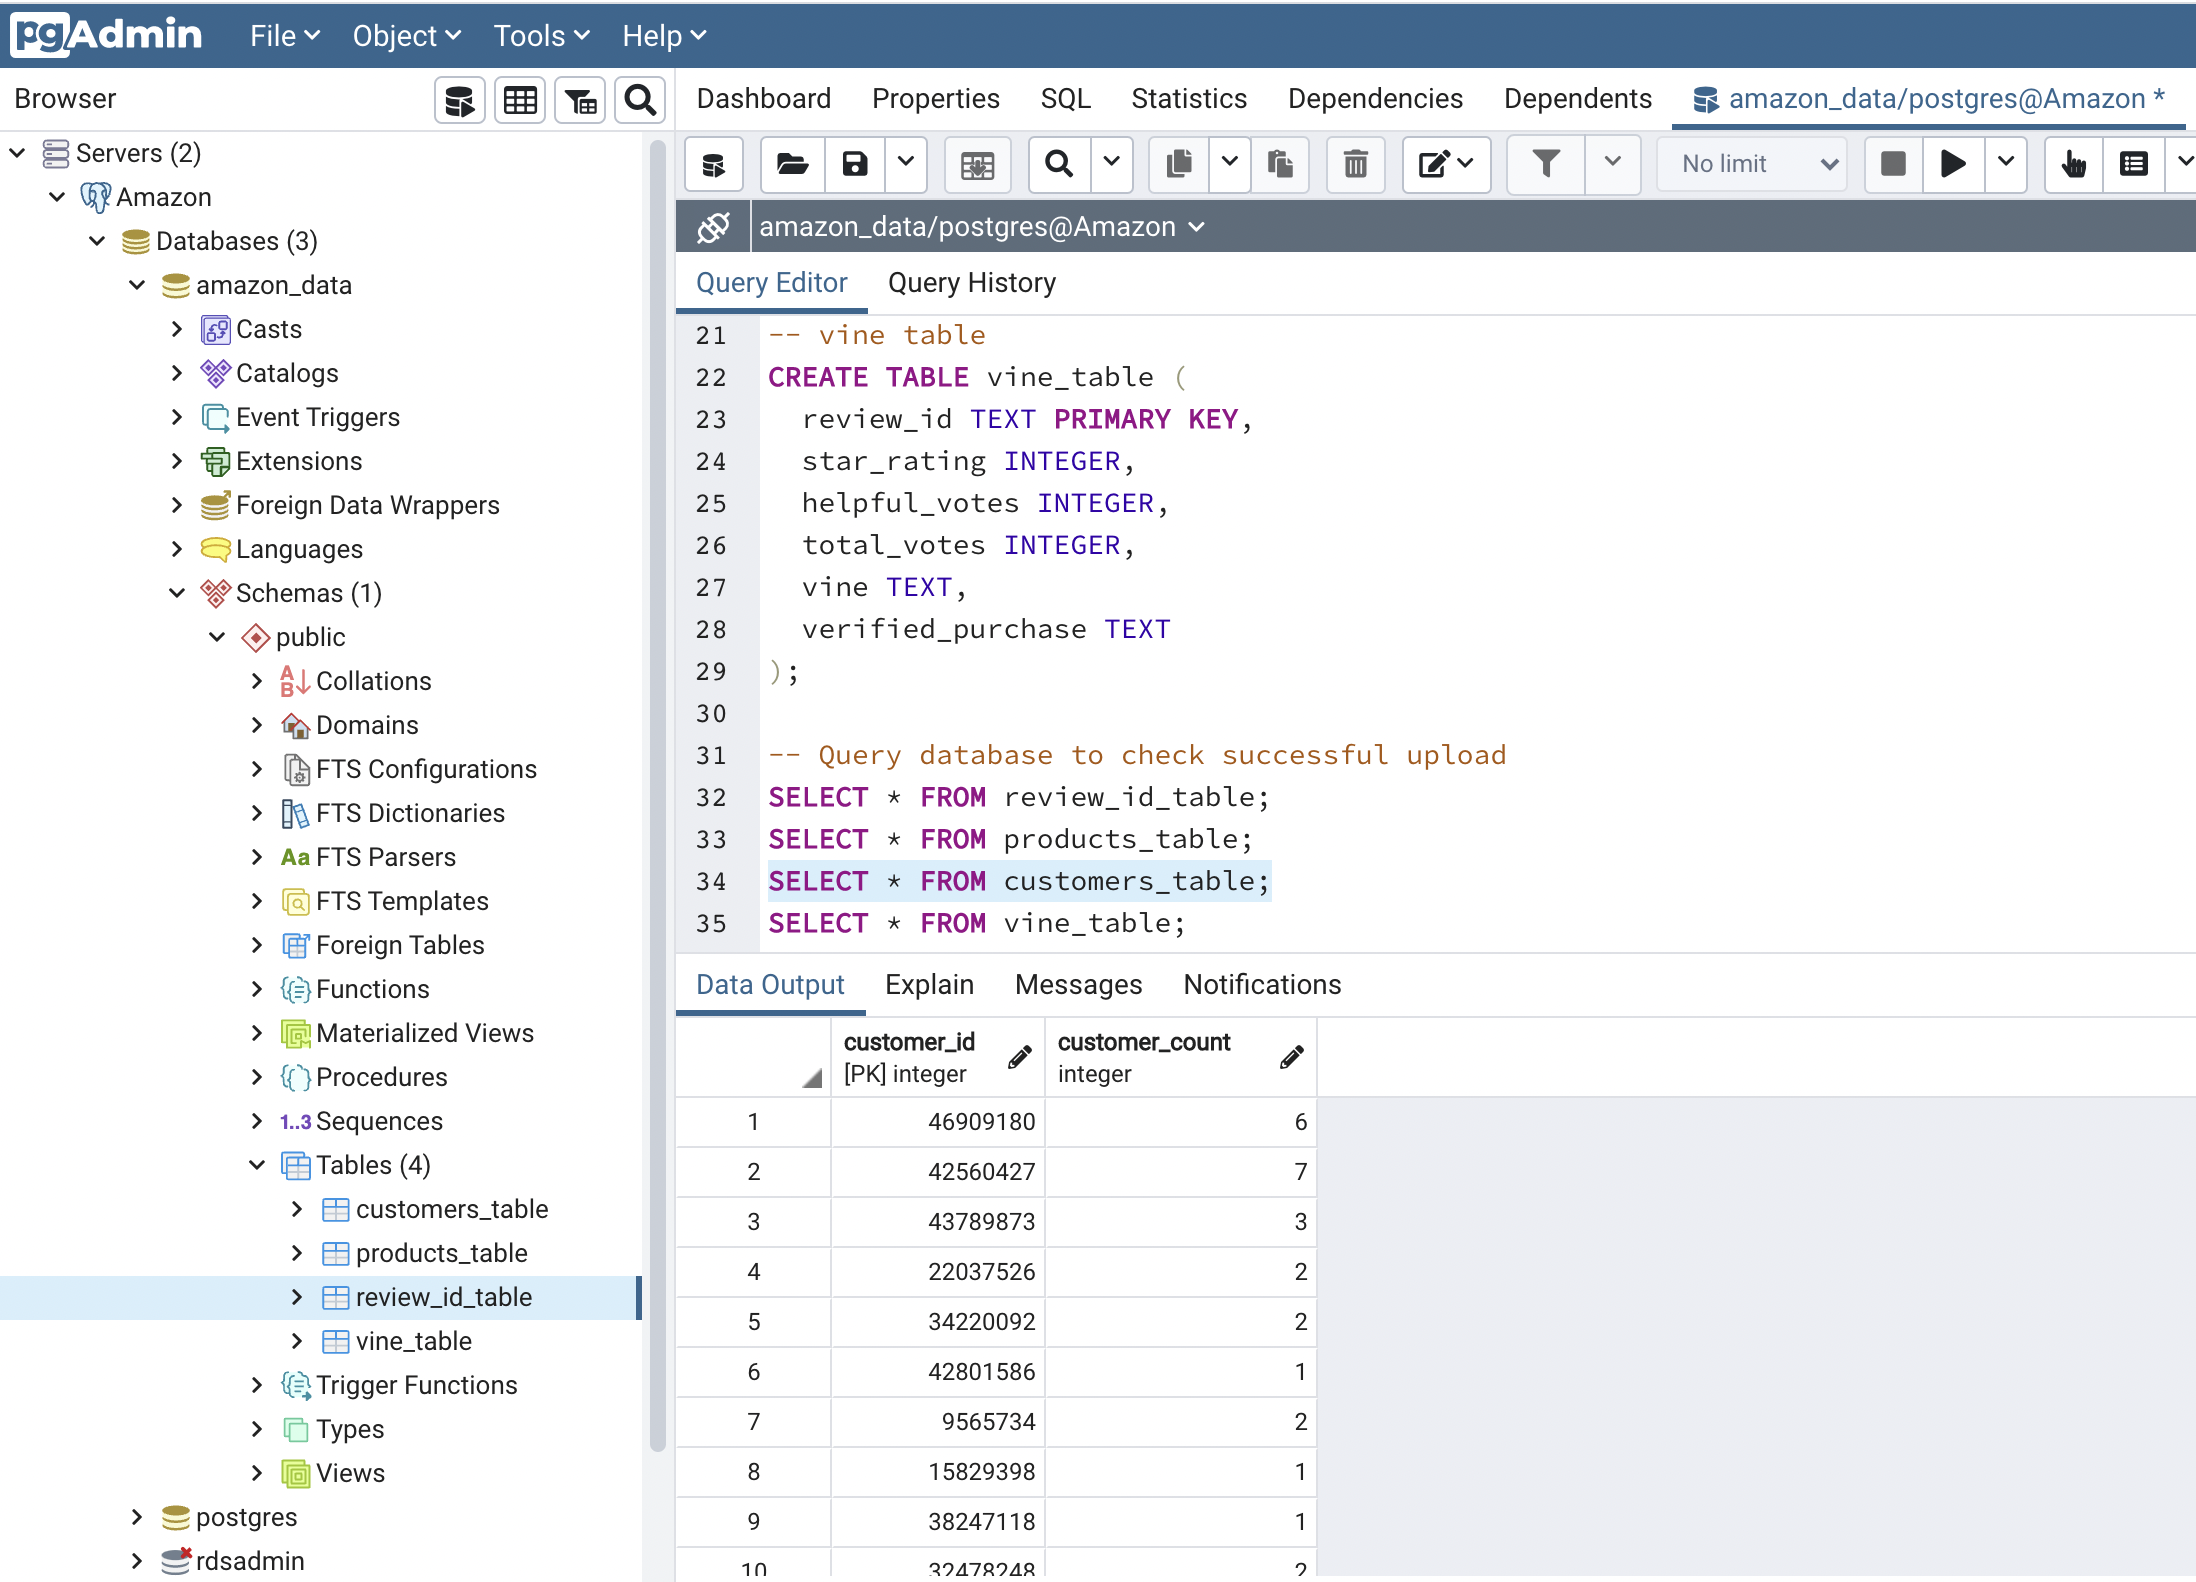 pgAdmin File Object Tools Help
Browser
Dashboard Properties SQL Statistics Dependencies Dependents amazon_data/postgres@Amazon *
Servers (2)
Amazon
Databases (3)
amazon_data
Casts
Catalogs
Event Triggers
Extensions
Foreign Data Wrappers
Languages
Schemas (1)
public
A
B
Collations
Domains
FTS Configurations
FTS Dictionaries
Aa FTS Parsers
FTS Templates
Foreign Tables
Functions
Materialized Views
Procedures
1..3 Sequences
Tables (4)
customers_table
products_table
review_id_table
vine_table
Trigger Functions
Types
Views
postgres
rdsadmin
No limit
amazon_data/postgres@Amazon
Query Editor Query History
21 -- vine table
22 CREATE TABLE vine_table (
23 review_id TEXT PRIMARY KEY,
24 star_rating INTEGER,
25 helpful_votes INTEGER,
26 total_votes INTEGER,
27 vine TEXT,
28 verified_purchase TEXT
29 );
30
31 -- Query database to check successful upload
32 SELECT * FROM review_id_table;
33 SELECT * FROM products_table;
34 SELECT * FROM customers_table;
35 SELECT * FROM vine_table;
Data Output Explain Messages Notifications
customer_id customer_count
[PK] integer integer
1 46909180 6
2 42560427 7
3 43789873 3
4 22037526 2
5 34220092 2
6 42801586 1
7 9565734 2
8 15829398 1
9 38247118 1
10 32478248 2